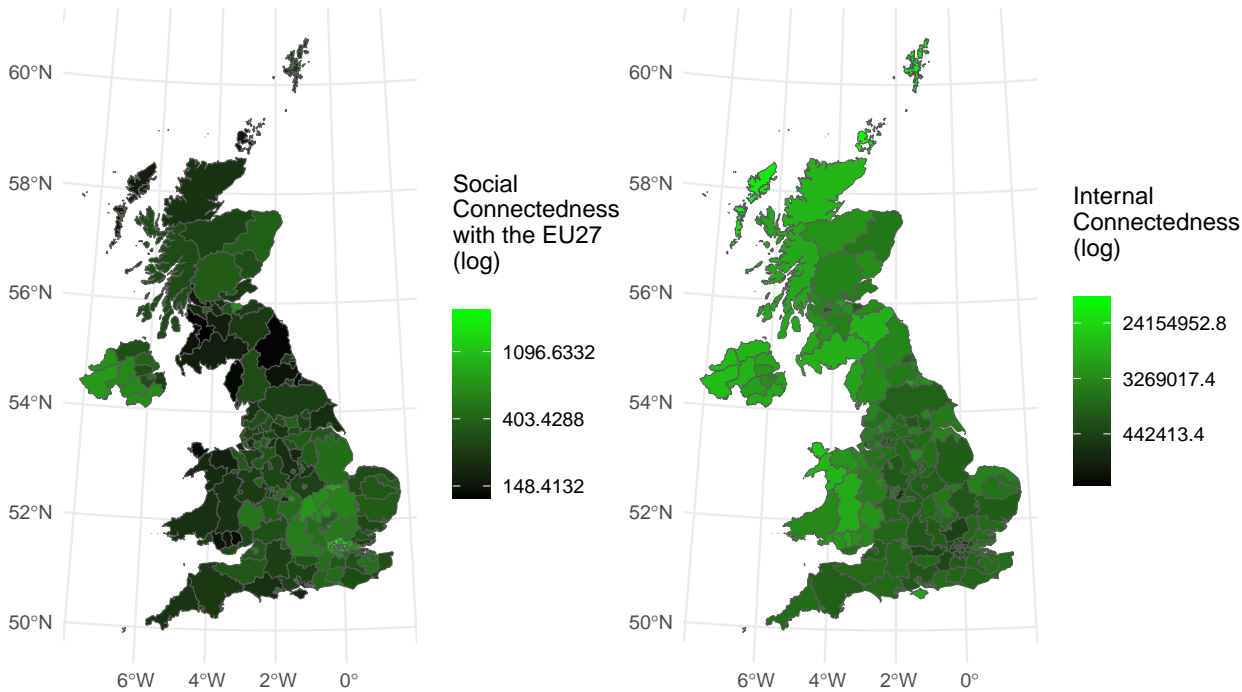 60°N
58°N
56°N
54°N
52°N
50°N
6°W
4°W
2°W
0°
Social
Connectedness
with the EU27
(log)
1096.6332
403.4288
148.4132
60°N
58°N
56°N
54°N
52°N
50°N
6°W
4°W
2°W
0°
Internal
Connectedness
(log)
24154952.8
3269017.4
442413.4